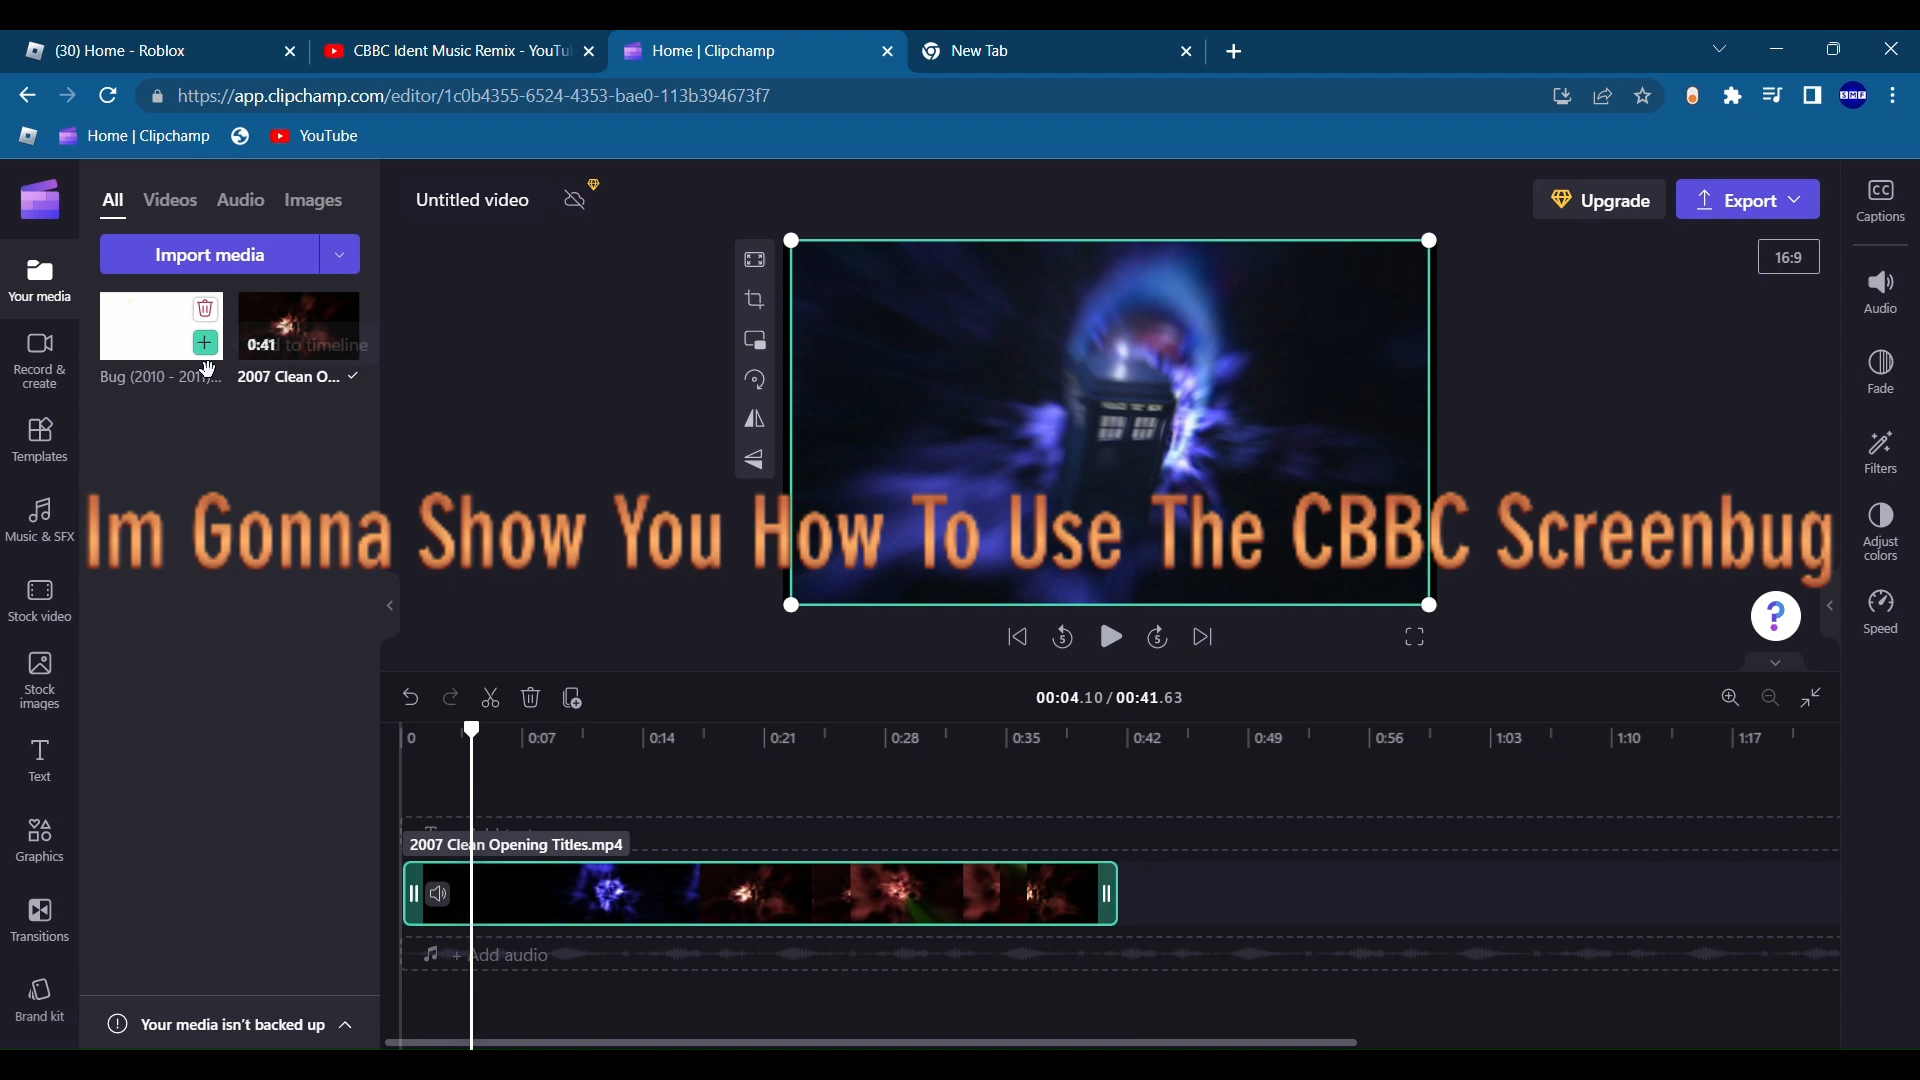 (30) Home - Roblox
CBBC Ident Music Remix - YouTu
Home | Clipchamp
New Tab
https://app.clipchamp.com/editor/1c0b4355-6524-4353-bae0-113b394673f7
SMF
Home | Clipchamp
YouTube
All Videos Audio Images
Import media
Untitled video
Upgrade
Export
16:9
Your media
Record &
create
Templates
Music & SFX
Stock video
Stock
images
Text
Graphics
Transitions
Brand kit
0:41
to timeline
Bug (2010 - 2011)...
2007 Clean O...
Im Gonna Show You How To Use The CBBC Screenbug
CC
Captions
Audio
Fade
Filters
Adjust
colors
Speed
?
5
5
00:04.10 / 00:41.63
0 0:07 0:14 0:21 0:28 0:35 0:42 0:49 0:56 1:03 1:10 1:17
2007 Clean Opening Titles.mp4
+ Add audio
Your media isn't backed up